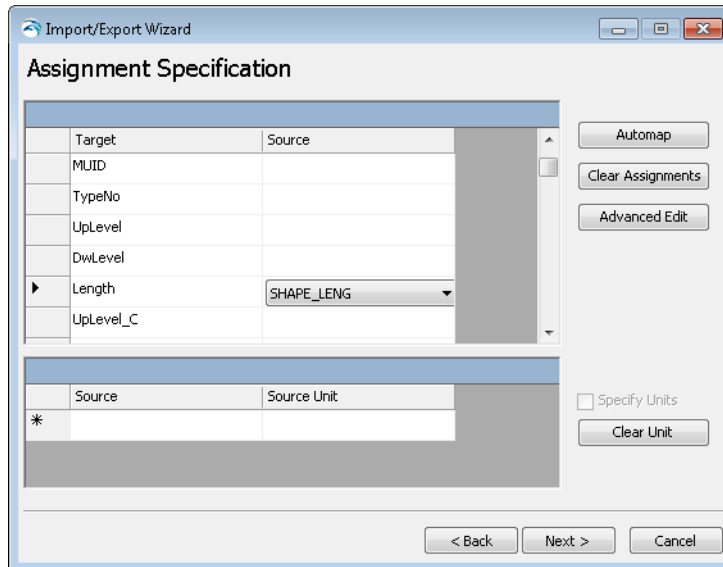 Import/Export Wizard
Assignment Specification
Target Source
MUID
TypeNo
UpLevel
DwLevel
Length SHAPE_LENG
UpLevel_C
Automap
Clear Assignments
Advanced Edit
Source Source Unit
*
Specify Units
Clear Unit
< Back Next > Cancel